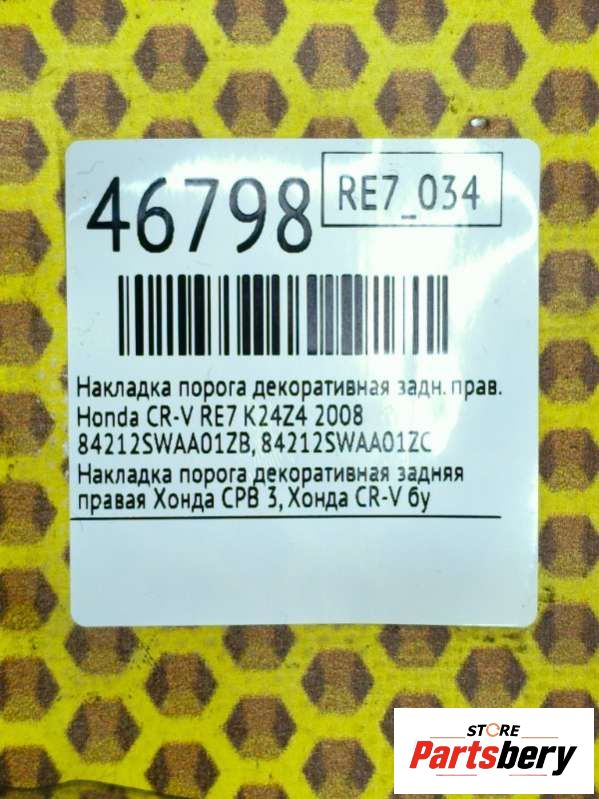 46798
RE7_034
Накладка порога декоративная задн. прав.
Honda CR-V RE7 K24Z4 2008
84212SWAA01ZB, 84212SWAA01ZC
Накладка порога декоративная задняя
правая Хонда СРВ 3, Хонда CR-V бу
STORE
Partsbery